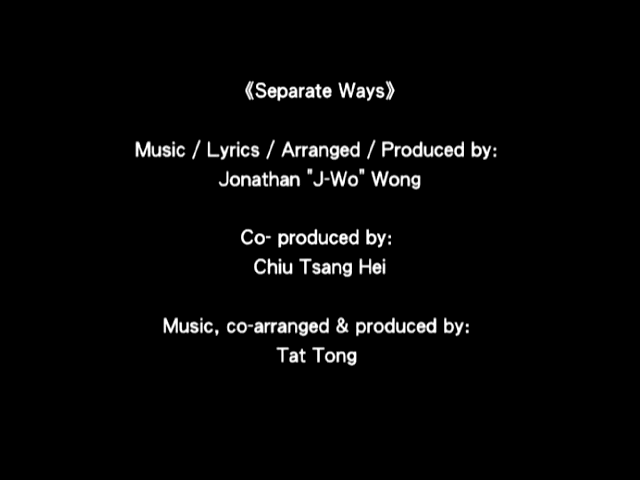 《Separate Ways》
Music / Lyrics / Arranged / Produced by:
Jonathan "J-Wo" Wong
Co- produced by:
Chiu Tsang Hei
Music, co-arranged & produced by:
Tat Tong